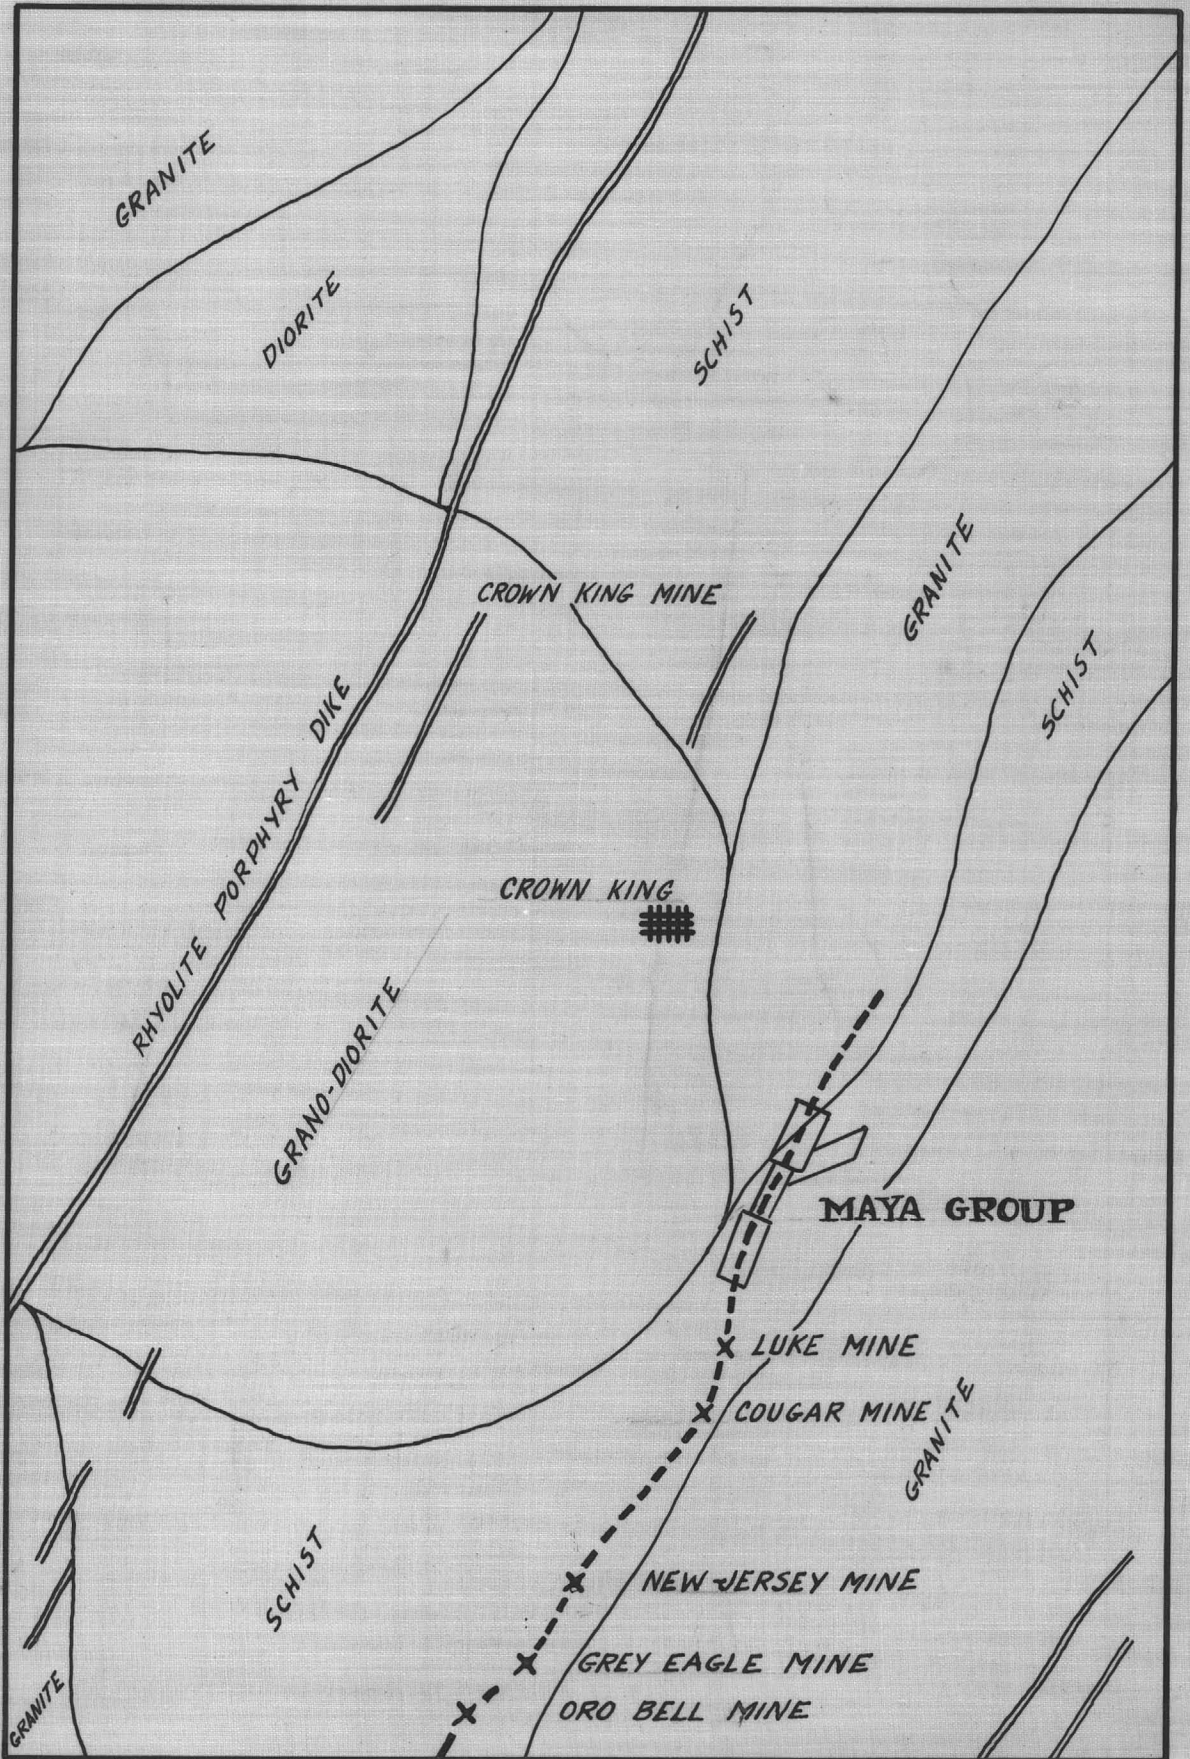 GRANITE
DIORITE
SCHIST
GRANITE
CROWN KING MINE
SCHIST
RHYOLITE PORPHYRY DIKE
CROWN KING
GRANO-DIORITE
MAYA GROUP
LUKE MINE
COUGAR MINE
GRANITE
SCHIST
NEW JERSEY MINE
GREY EAGLE MINE
GRANITE
ORO BELL MINE